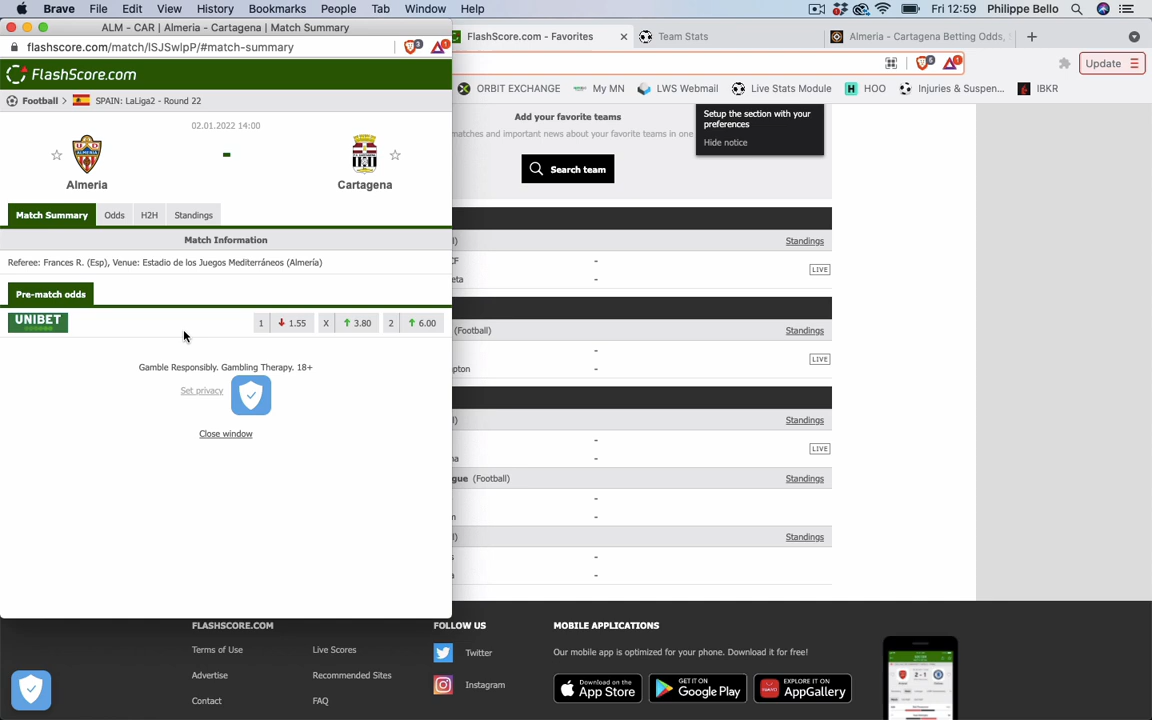 Brave File Edit View History Bookmarks People Tab Window Help Fri 12:59 Philippe Bello
ALM - CAR | Almeria - Cartagena | Match Summary
FlashScore.com - Favorites Team Stats Almeria - Cartagena Betting Odds,
flashscore.com/match/lSJSwlpP/#match-summary
Update
ORBIT EXCHANGE My MN LWS Webmail Live Stats Module HOO Injuries & Suspen... IBKR
FlashScore.com
Football > SPAIN: LaLiga2 - Round 22
02.01.2022 14:00
Almeria
-
Cartagena
Match Summary Odds H2H Standings
Match Information
Referee: Frances R. (Esp), Venue: Estadio de los Juegos Mediterráneos (Almería)
Pre-match odds
UNIBET 1 1.55 X 3.80 2 6.00
Gamble Responsibly. Gambling Therapy. 18+
Set privacy
Close window
Add your favorite teams
matches and important news about your favorite teams in one
Search team
Setup the section with your
preferences
Hide notice
l) Standings
CF -
LIVE
eta -
(Football) Standings
-
LIVE
pton -
l) Standings
-
LIVE
na -
gue (Football) Standings
-
n -
l) Standings
s -
a -
FLASHSCORE.COM
Terms of Use Live Scores
Advertise Recommended Sites
Contact FAQ
FOLLOW US
Twitter
Instagram
MOBILE APPLICATIONS
Our mobile app is optimized for your phone. Download it for free!
Download on the App Store
GET IT ON Google Play
EXPLORE IT ON AppGallery